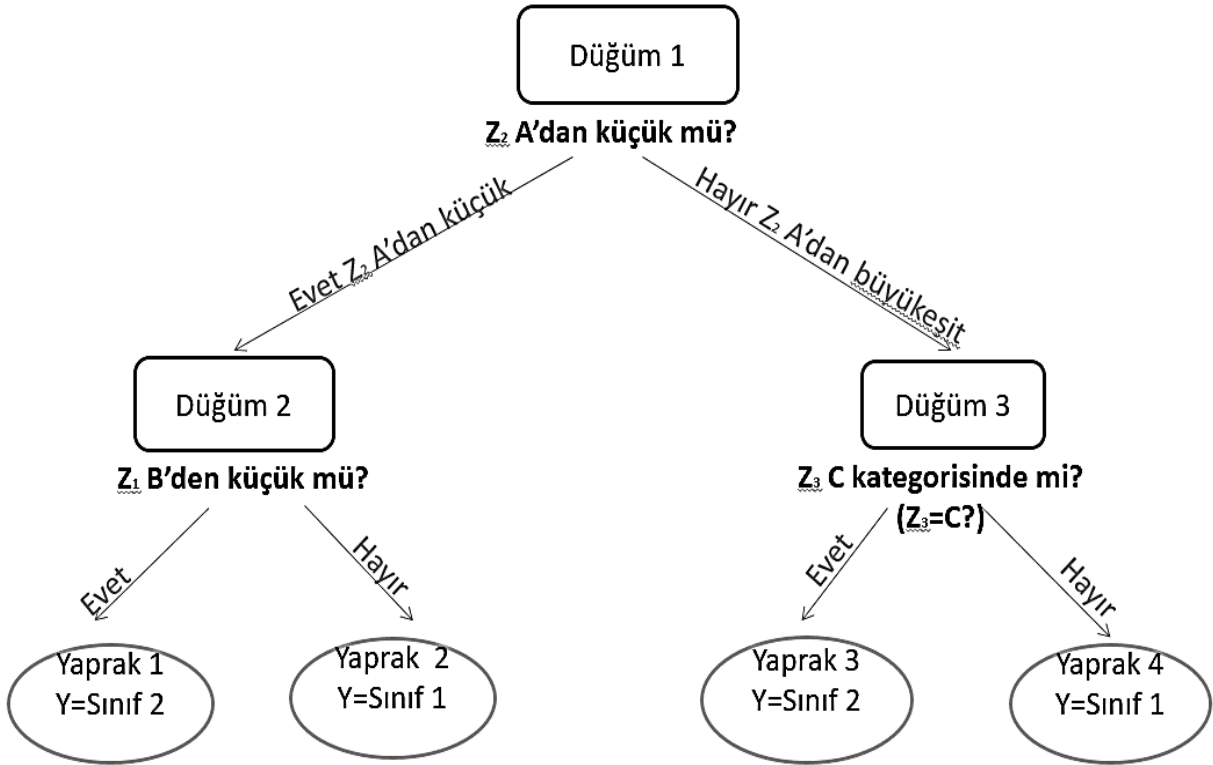 Düğüm 1
Z₂ A’dan küçük mü?
Evet Z₂ A’dan küçük
Hayır Z₂ A’dan büyükeşit
Düğüm 2
Z₁ B’den küçük mü?
Düğüm 3
Z₃ C kategorisinde mi?
(Z₃=C?)
Evet
Hayır
Evet
Hayır
Yaprak 1
Y=Sınıf 2
Yaprak 2
Y=Sınıf 1
Yaprak 3
Y=Sınıf 2
Yaprak 4
Y=Sınıf 1